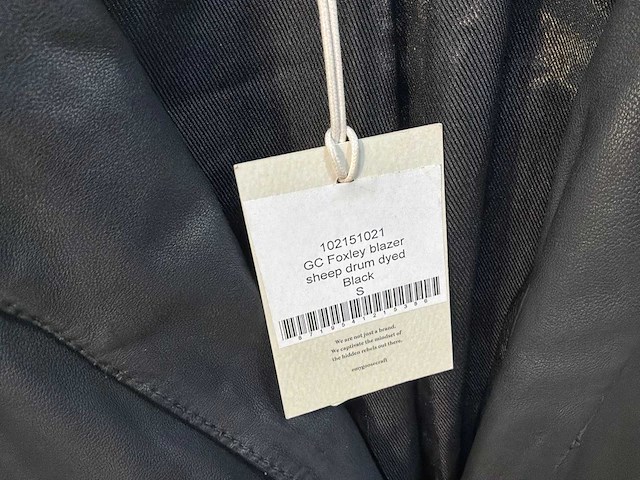 102151021
GC Foxley blazer
sheep drum dyed
Black
S
We are not just a brand.
We captivate the mindset of
the hidden rebels out there.